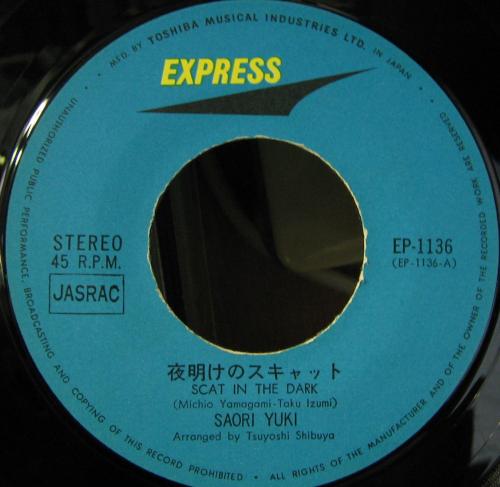 MFD. BY TOSHIBA MUSICAL INDUSTRIES LTD. IN JAPAN
EXPRESS
STEREO
45 R.P.M.
JASRAC
EP-1136
(EP-1136-A)
夜明けのスキャット
SCAT IN THE DARK
(Michio Yamagami-Taku Izumi)
SAORI YUKI
Arranged by Tsuyoshi Shibuya
UNAUTHORIZED PUBLIC PERFORMANCE, BROADCASTING AND COPYING OF THIS RECORD PROHIBITED • ALL RIGHTS OF THE MANUFACTURER AND OF THE OWNER OF THE RECORDED WORK ARE RESERVED